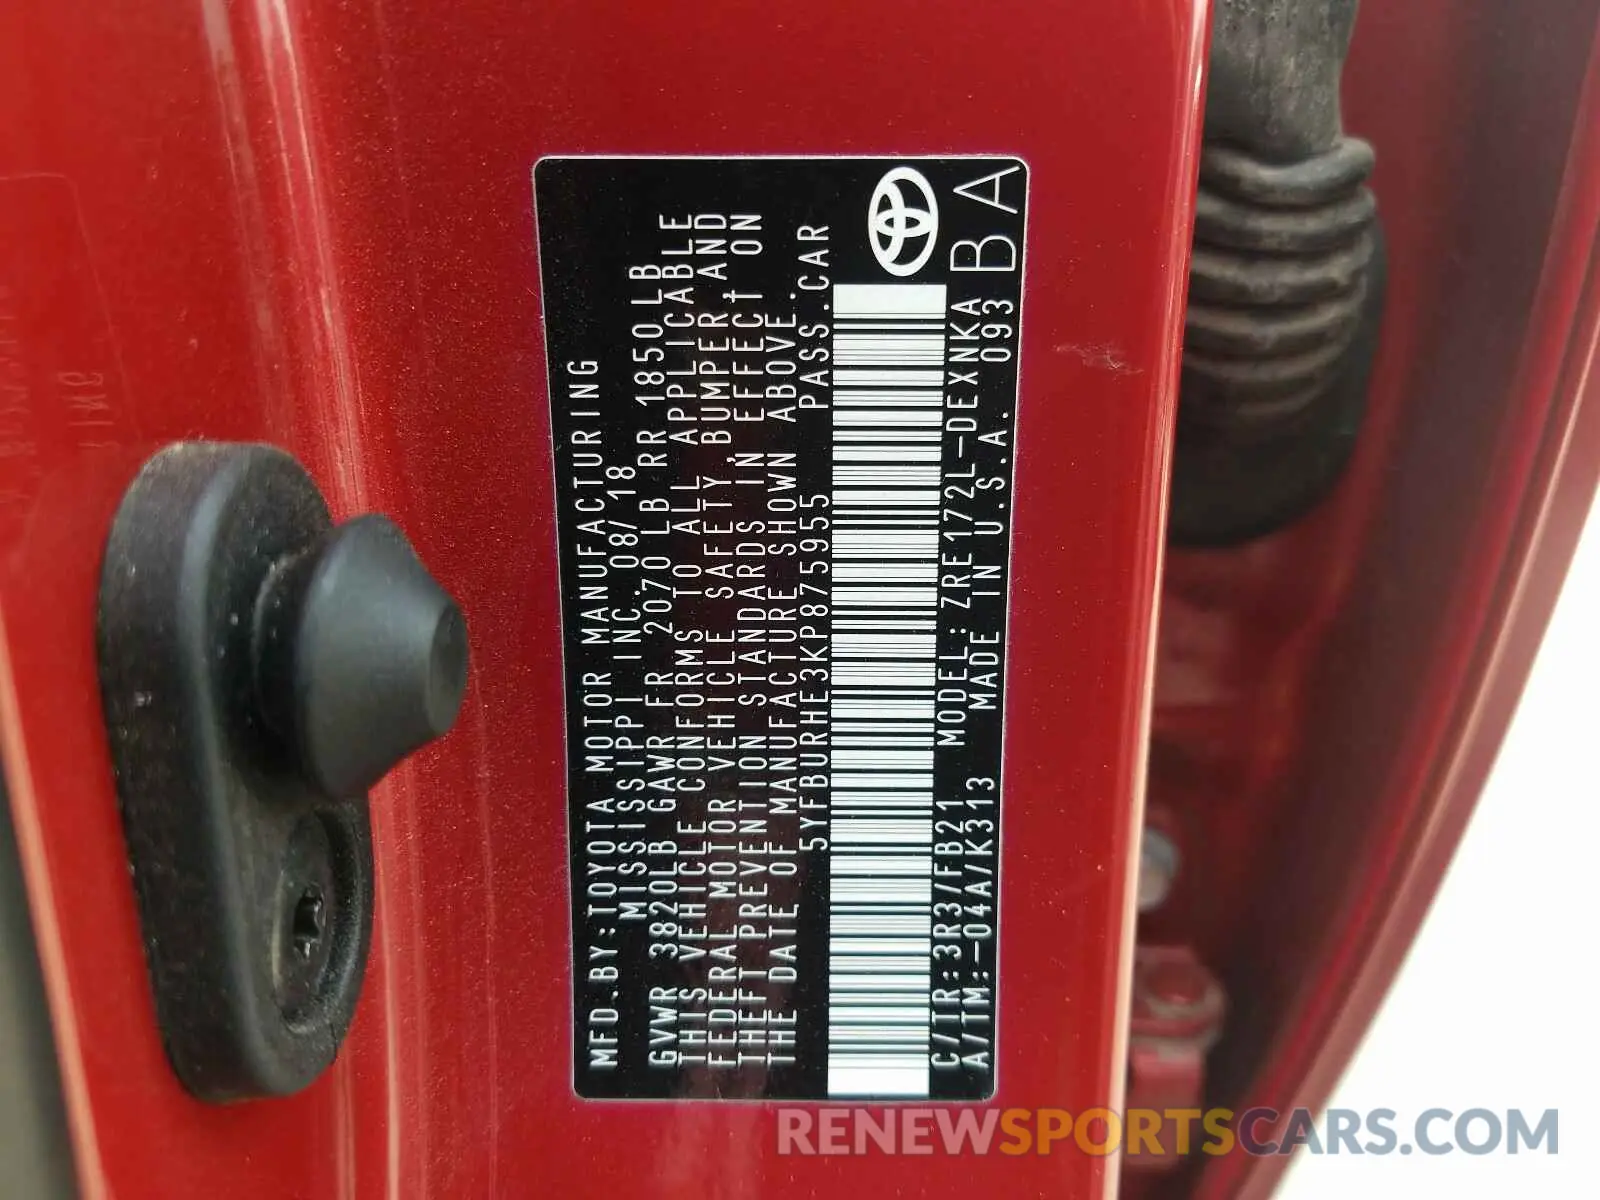 MFD.BY:TOYOTA MOTOR MANUFACTURING
MISSISSIPPI INC. 08/18
GVWR 3820LB GAWR FR 2070LB RR 1850LB
THIS VEHICLE CONFORMS TO ALL APPLICABLE
FEDERAL MOTOR VEHICLE SAFETY, BUMPER, AND
THEFT PREVENTION STANDARDS IN EFFECT ON
THE DATE OF MANUFACTURE SHOWN ABOVE.
5YFBURHE3KP875955 PASS.CAR
C/TR:3R3/FB21 MODEL:ZRE172L-DEXNKA
A/TM:-04A/K313 MADE IN U.S.A. 093
BA
RENEWSPORTSCARS.COM